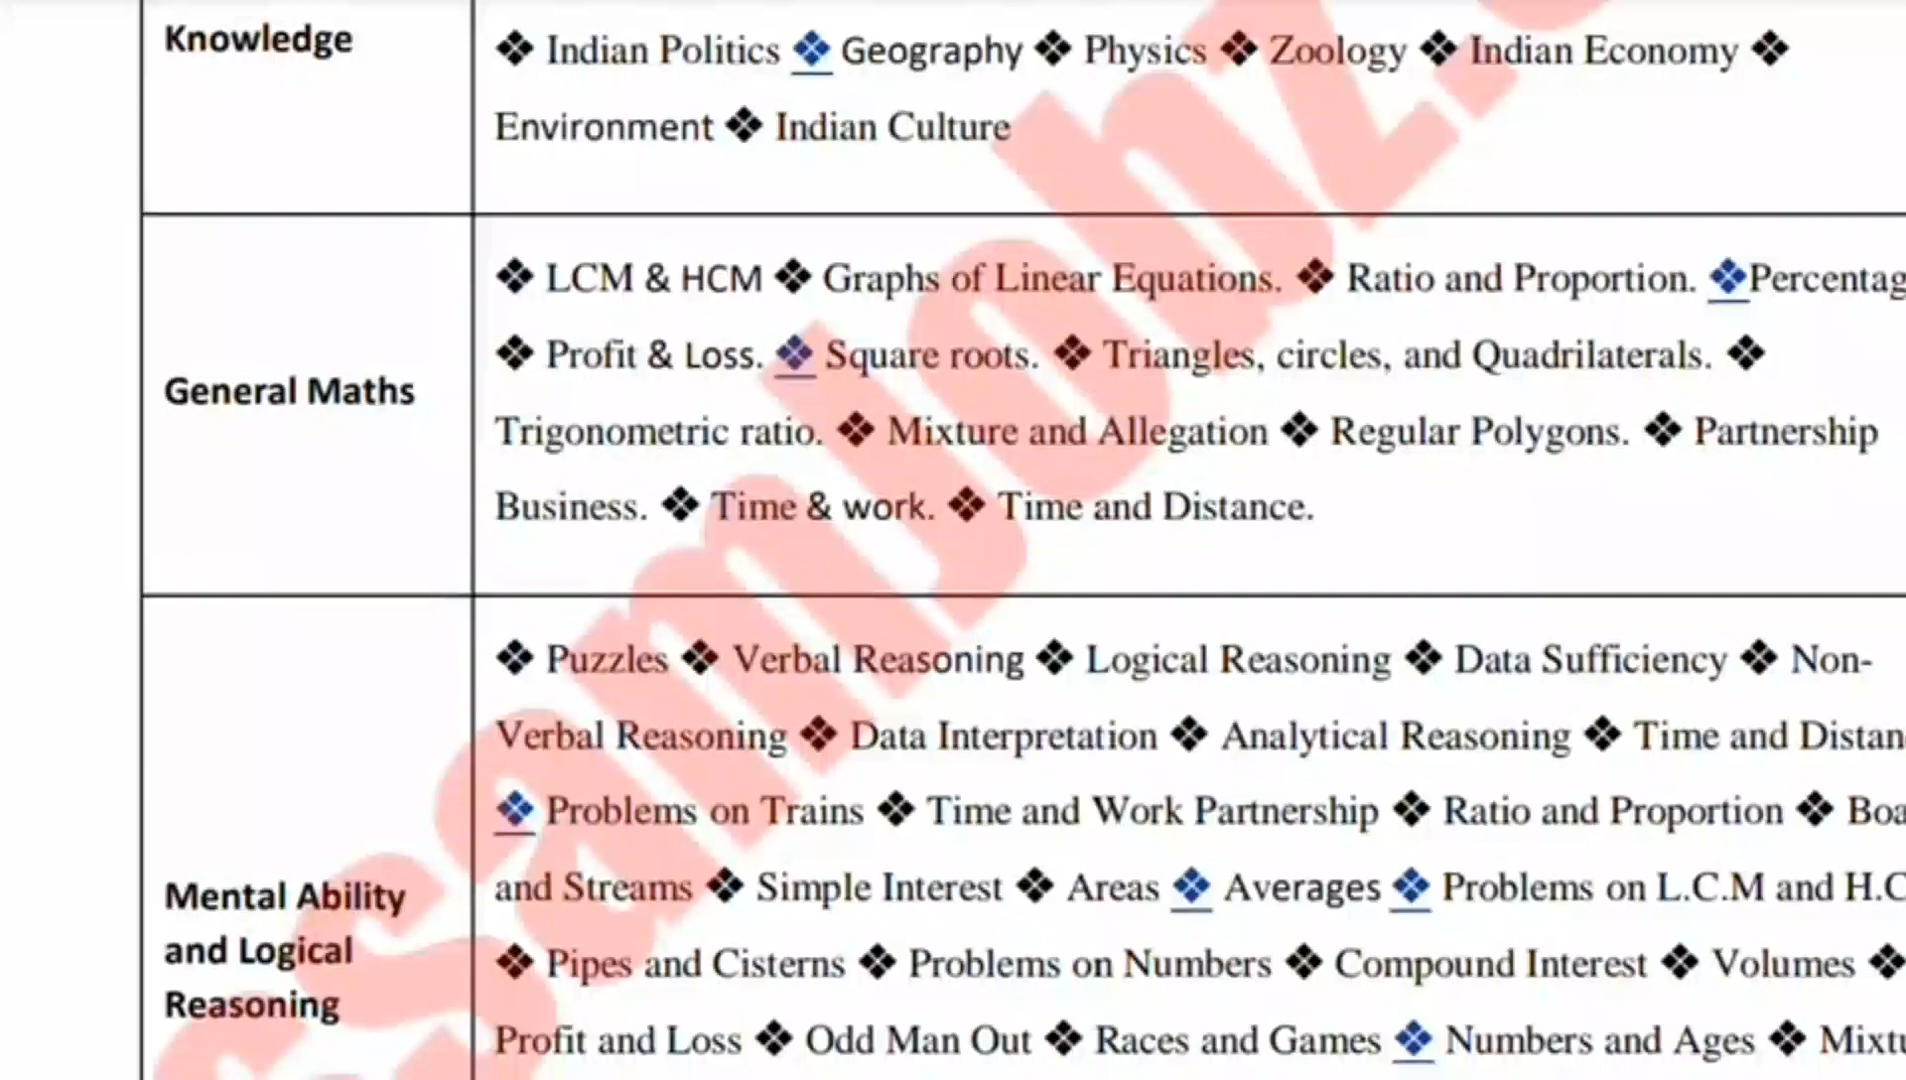 Knowledge
❖ Indian Politics ❖ Geography ❖ Physics ❖ Zoology ❖ Indian Economy ❖
Environment ❖ Indian Culture
General Maths
❖ LCM & HCM ❖ Graphs of Linear Equations. ❖ Ratio and Proportion. ❖Percentag
❖ Profit & Loss. ❖ Square roots. ❖ Triangles, circles, and Quadrilaterals. ❖
Trigonometric ratio. ❖ Mixture and Allegation ❖ Regular Polygons. ❖ Partnership
Business. ❖ Time & work. ❖ Time and Distance.
Mental Ability
and Logical
Reasoning
❖ Puzzles ❖ Verbal Reasoning ❖ Logical Reasoning ❖ Data Sufficiency ❖ Non-
Verbal Reasoning ❖ Data Interpretation ❖ Analytical Reasoning ❖ Time and Distan
❖ Problems on Trains ❖ Time and Work Partnership ❖ Ratio and Proportion ❖ Boa
and Streams ❖ Simple Interest ❖ Areas ❖ Averages ❖ Problems on L.C.M and H.C
❖ Pipes and Cisterns ❖ Problems on Numbers ❖ Compound Interest ❖ Volumes ❖
Profit and Loss ❖ Odd Man Out ❖ Races and Games ❖ Numbers and Ages ❖ Mixtu